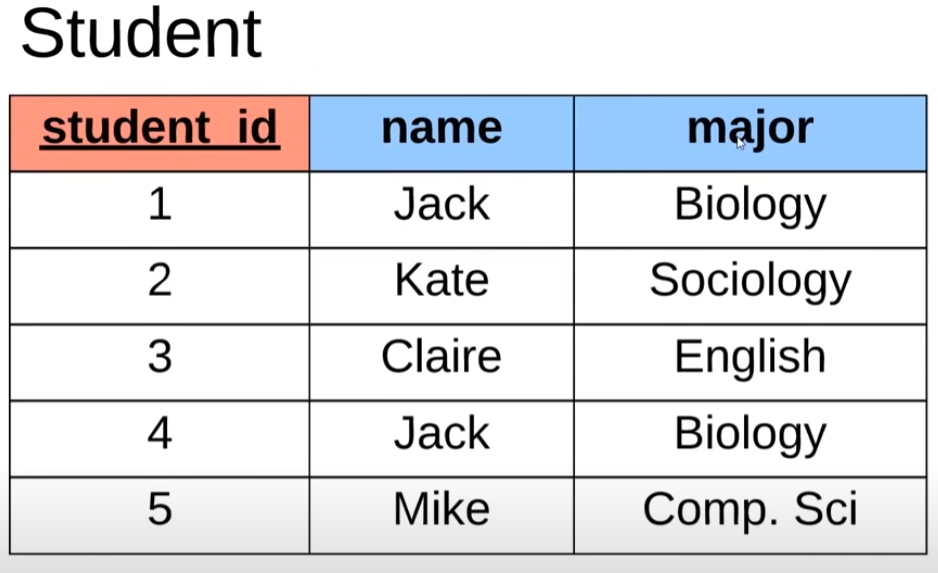 Student
student_id name major
1 Jack Biology
2 Kate Sociology
3 Claire English
4 Jack Biology
5 Mike Comp. Sci